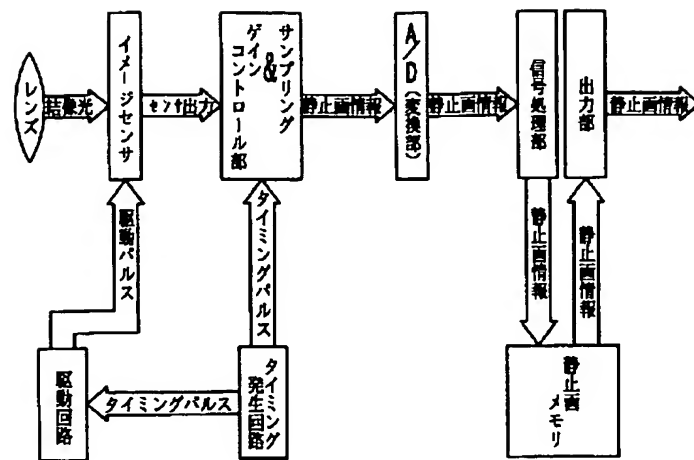 レンズ
結像光
イメージセンサ
センサ出力
サンプリング
&
ゲイン
コントロール部
静止画情報
A/D(変換部)
静止画情報
信号処理部
出力部
静止画情報
駆動パルス
タイミングパルス
静止画情報
静止画情報
駆動回路
タイミングパルス
タイミング
発生回路
静止画
メモリ